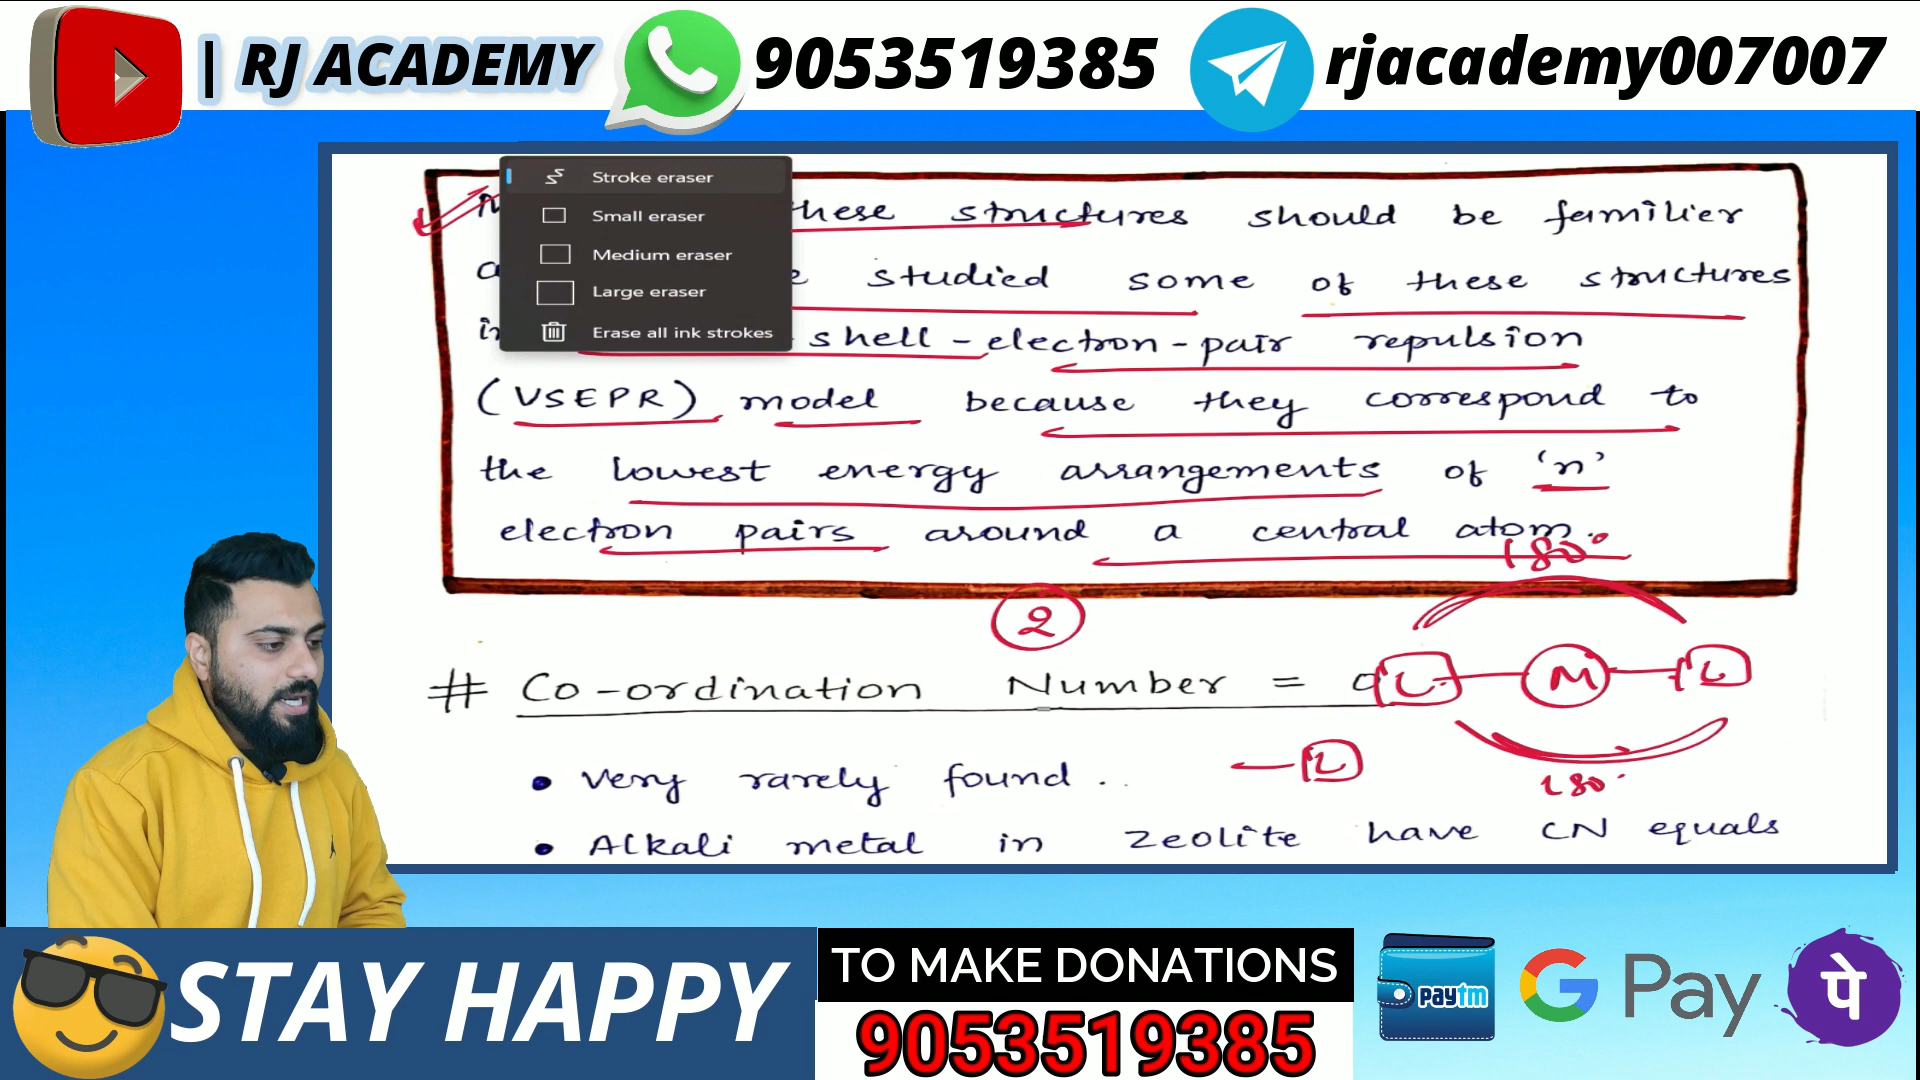 | RJ ACADEMY 9053519385 rjacademy007007
Stroke eraser
Small eraser
Medium eraser
Large eraser
Erase all ink strokes
these structures should be familier
studied some of these structures
shell-electron-pair repulsion
(VSEPR) model because they correspond to
the lowest energy arrangements of 'n'
electron pairs around a central atom.
180°
2
# Co-ordination Number =
L M L
• Very rarely found.
L
180°
• Alkali metal in Zeolite have CN equals
STAY HAPPY
TO MAKE DONATIONS
9053519385
paytm
G Pay
पे